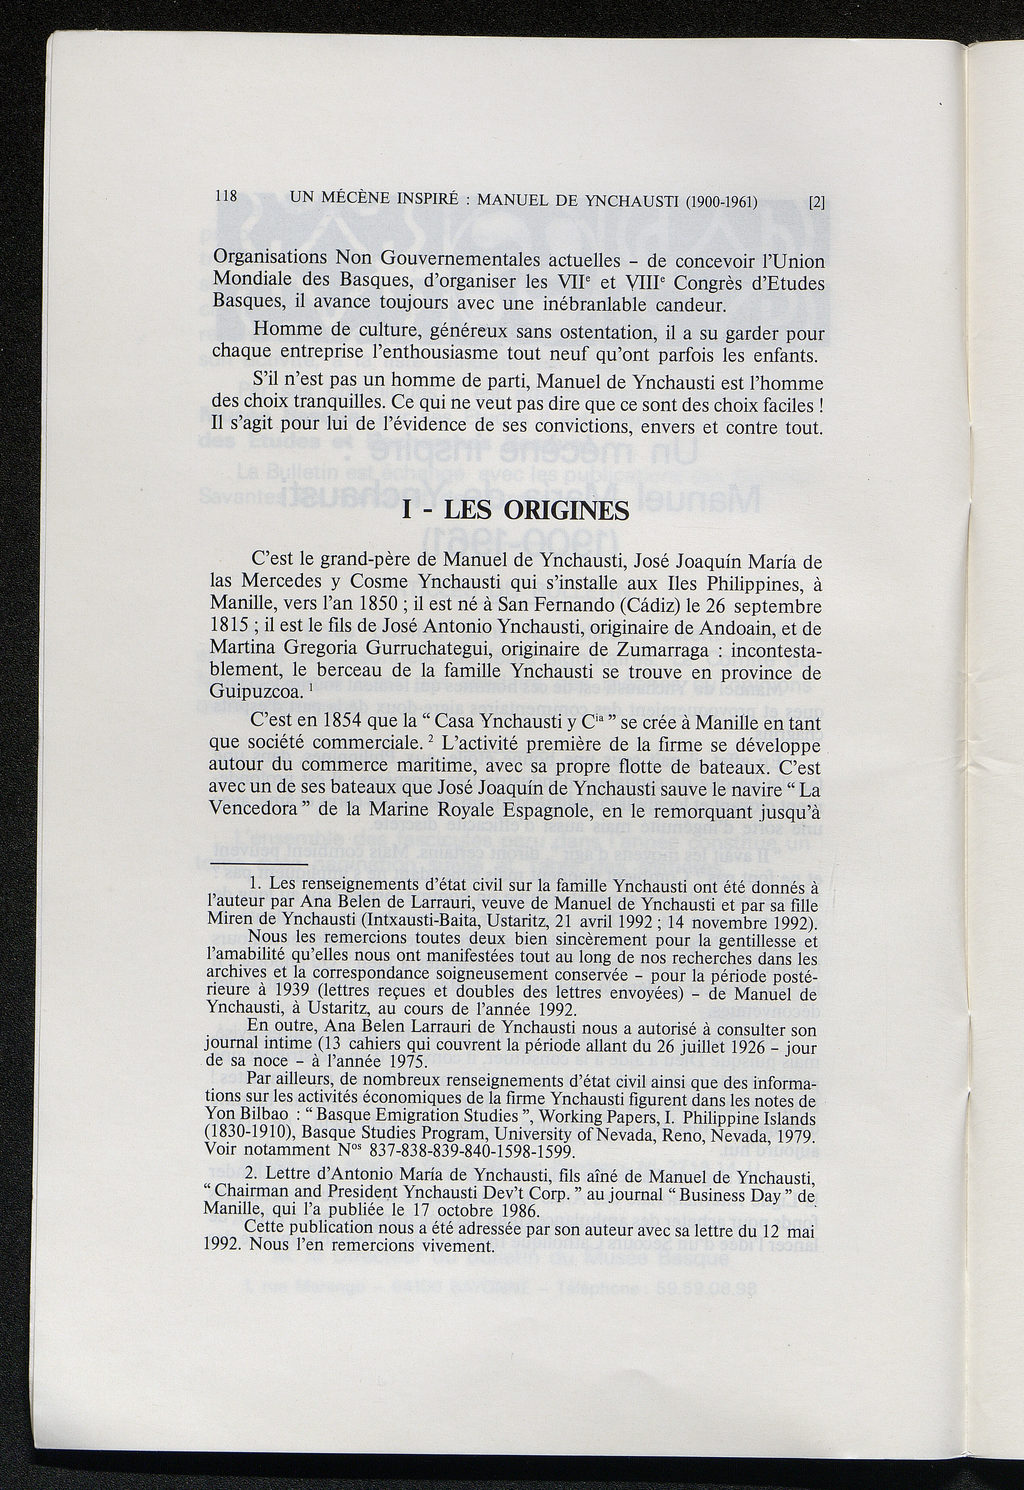 118 UN MÉCÈNE INSPIRÉ : MANUEL DE YNCHAUSTI (1900-1961) [2]
Organisations Non Gouvernementales actuelles – de concevoir l'Union
Mondiale des Basques, d'organiser les VIIe et VIIIe Congrès d'Etudes
Basques, il avance toujours avec une inébranlable candeur.
Homme de culture, généreux sans ostentation, il a su garder pour
chaque entreprise l'enthousiasme tout neuf qu'ont parfois les enfants.
S'il n'est pas un homme de parti, Manuel de Ynchausti est l'homme
des choix tranquilles. Ce qui ne veut pas dire que ce sont des choix faciles !
Il s'agit pour lui de l'évidence de ses convictions, envers et contre tout.
I - LES ORIGINES
C'est le grand-père de Manuel de Ynchausti, José Joaquín María de
las Mercedes y Cosme Ynchausti qui s'installe aux Iles Philippines, à
Manille, vers l'an 1850 ; il est né à San Fernando (Cádiz) le 26 septembre
1815 ; il est le fils de José Antonio Ynchausti, originaire de Andoain, et de
Martina Gregoria Gurruchategui, originaire de Zumarraga : incontesta-
blement, le berceau de la famille Ynchausti se trouve en province de
Guipuzcoa. 1
C'est en 1854 que la “ Casa Ynchausti y Cia ” se crée à Manille en tant
que société commerciale. 2 L'activité première de la firme se développe
autour du commerce maritime, avec sa propre flotte de bateaux. C'est
avec un de ses bateaux que José Joaquín de Ynchausti sauve le navire “ La
Vencedora ” de la Marine Royale Espagnole, en le remorquant jusqu'à
1. Les renseignements d'état civil sur la famille Ynchausti ont été donnés à
l'auteur par Ana Belen de Larrauri, veuve de Manuel de Ynchausti et par sa fille
Miren de Ynchausti (Intxausti-Baita, Ustaritz, 21 avril 1992 ; 14 novembre 1992).
Nous les remercions toutes deux bien sincèrement pour la gentillesse et
l'amabilité qu'elles nous ont manifestées tout au long de nos recherches dans les
archives et la correspondance soigneusement conservée – pour la période posté-
rieure à 1939 (lettres reçues et doubles des lettres envoyées) – de Manuel de
Ynchausti, à Ustaritz, au cours de l'année 1992.
En outre, Ana Belen Larrauri de Ynchausti nous a autorisé à consulter son
journal intime (13 cahiers qui couvrent la période allant du 26 juillet 1926 – jour
de sa noce – à l'année 1975.
Par ailleurs, de nombreux renseignements d'état civil ainsi que des informa-
tions sur les activités économiques de la firme Ynchausti figurent dans les notes de
Yon Bilbao : “ Basque Emigration Studies ”, Working Papers, I. Philippine Islands
(1830-1910), Basque Studies Program, University of Nevada, Reno, Nevada, 1979.
Voir notamment Nos 837-838-839-840-1598-1599.
2. Lettre d'Antonio María de Ynchausti, fils aîné de Manuel de Ynchausti,
“ Chairman and President Ynchausti Dev't Corp. ” au journal “ Business Day ” de
Manille, qui l'a publiée le 17 octobre 1986.
Cette publication nous a été adressée par son auteur avec sa lettre du 12 mai
1992. Nous l'en remercions vivement.